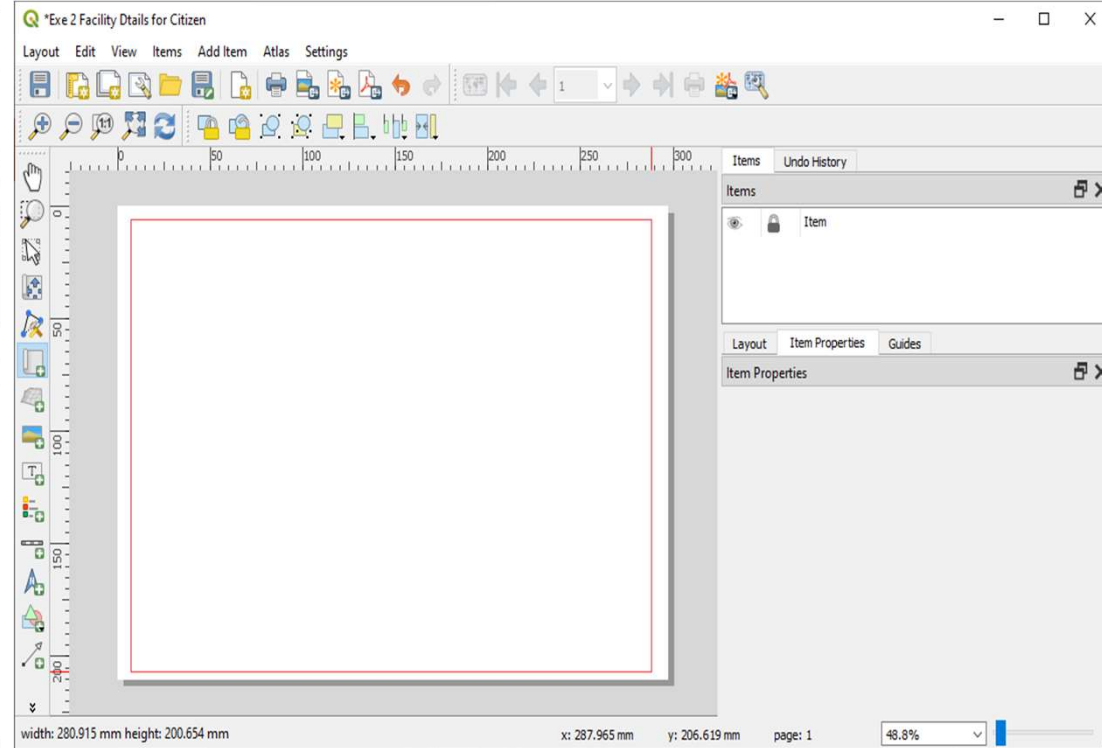 *Exe 2 Facility Dtails for Citizen
Layout Edit View Items Add Item Atlas Settings
1
1:1
0 50 100 150 200 250 300
Items Undo History
Items
Item
0
50
Layout Item Properties Guides
Item Properties
100
T
150
200
width: 280.915 mm height: 200.654 mm x: 287.965 mm y: 206.619 mm page: 1 48.8%